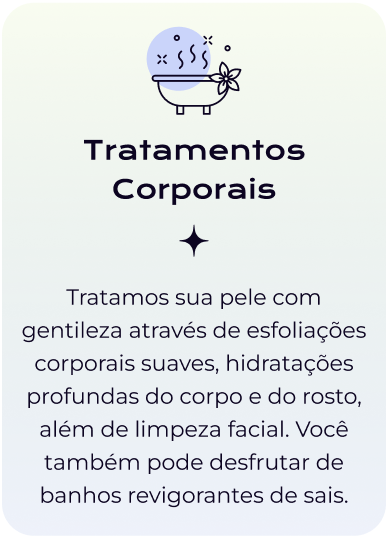 Tratamentos
Corporais
Tratamos sua pele com
gentileza através de esfoliações
corporais suaves, hidratações
profundas do corpo e do rosto,
além de limpeza facial. Você
também pode desfrutar de
banhos revigorantes de sais.